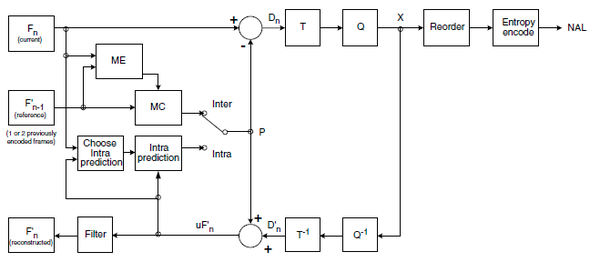 Fn
(current)
+
Dn
-
T
Q
X
Reorder
Entropy
encode
NAL
ME
F'n-1
(reference)
(1 or 2 previously
encoded frames)
MC
Inter
P
Choose
Intra
prediction
Intra
prediction
Intra
F'n
(reconstructed)
Filter
uF'n
+
+
D'n
T-1
Q-1